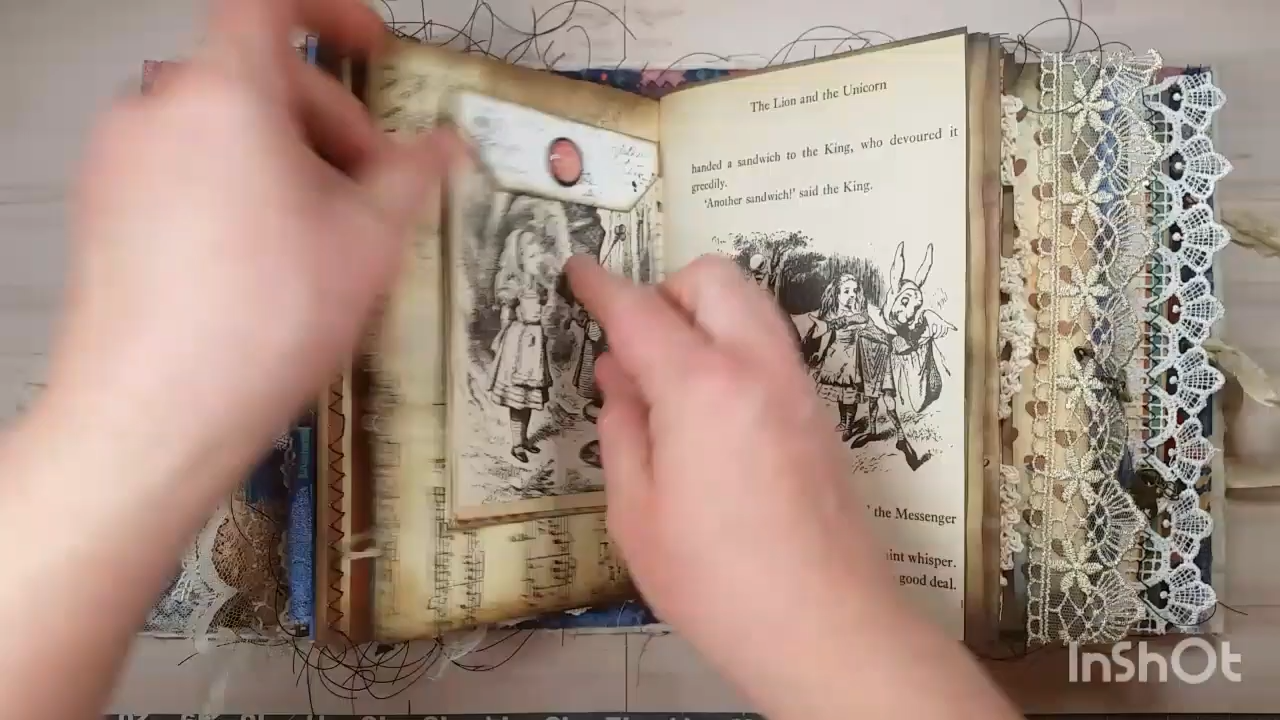 The Lion and the Unicorn
handed a sandwich to the King, who devoured it
greedily.
'Another sandwich!' said the King.
' the Messenger
int whisper.
good deal.
InShOt